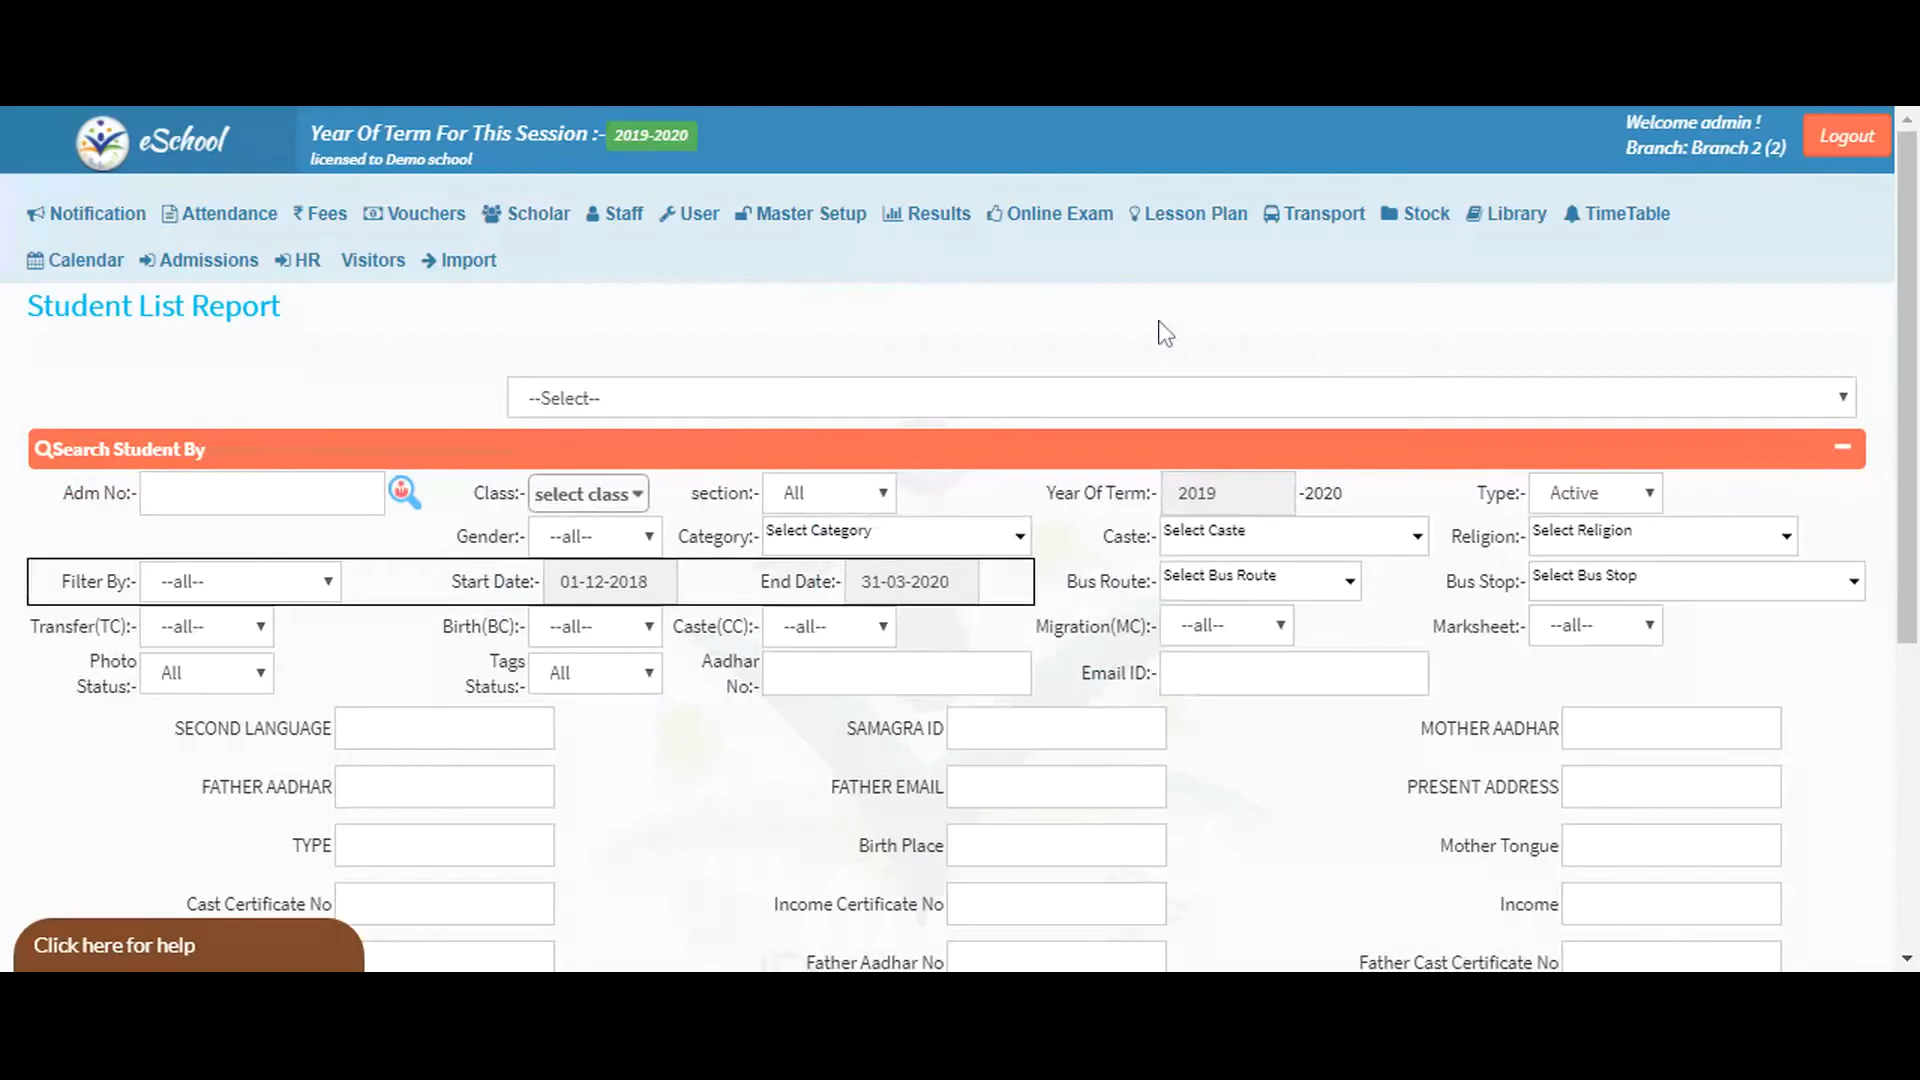 eSchool
Year Of Term For This Session :- 2019-2020
licensed to Demo school
Welcome admin !
Branch: Branch 2 (2)
Logout
Notification Attendance ₹ Fees Vouchers Scholar Staff User Master Setup Results Online Exam Lesson Plan Transport Stock Library TimeTable
Calendar Admissions HR Visitors Import
Student List Report
--Select--
Search Student By
Adm No:- Class:- select class section:- All Year Of Term:- 2019 -2020 Type:- Active
Gender:- --all-- Category:- Select Category Caste:- Select Caste Religion:- Select Religion
Filter By:- --all-- Start Date:- 01-12-2018 End Date:- 31-03-2020 Bus Route:- Select Bus Route Bus Stop:- Select Bus Stop
Transfer(TC):- --all-- Birth(BC):- --all-- Caste(CC):- --all-- Migration(MC):- --all-- Marksheet:- --all--
Photo Status:- All Tags Status:- All Aadhar No:- Email ID:-
SECOND LANGUAGE SAMAGRA ID MOTHER AADHAR
FATHER AADHAR FATHER EMAIL PRESENT ADDRESS
TYPE Birth Place Mother Tongue
Cast Certificate No Income Certificate No Income
Click here for help
Father Aadhar No Father Cast Certificate No